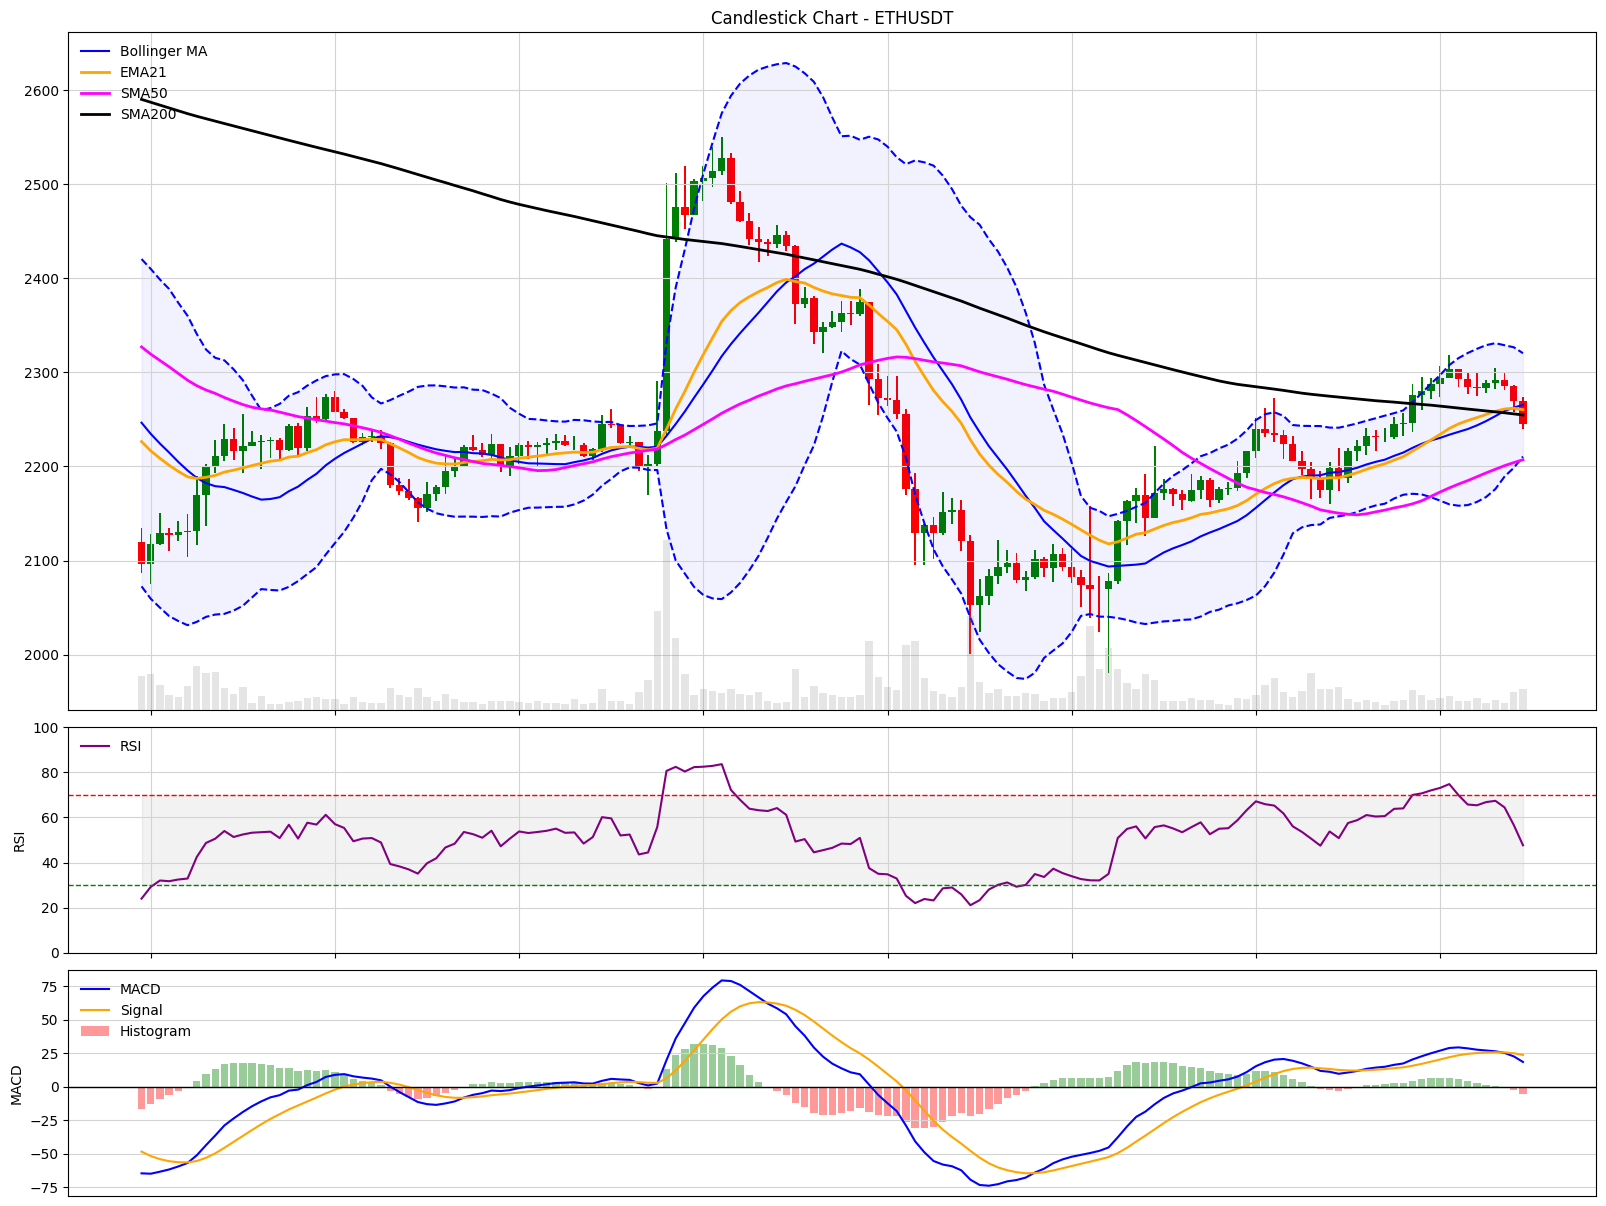 Candlestick Chart - ETHUSDT
Bollinger MA
EMA21
SMA50
SMA200
2600
2500
2400
2300
2200
2100
2000
RSI
100
80
60
40
20
0
RSI
MACD
Signal
Histogram
75
50
25
0
−25
−50
−75
MACD